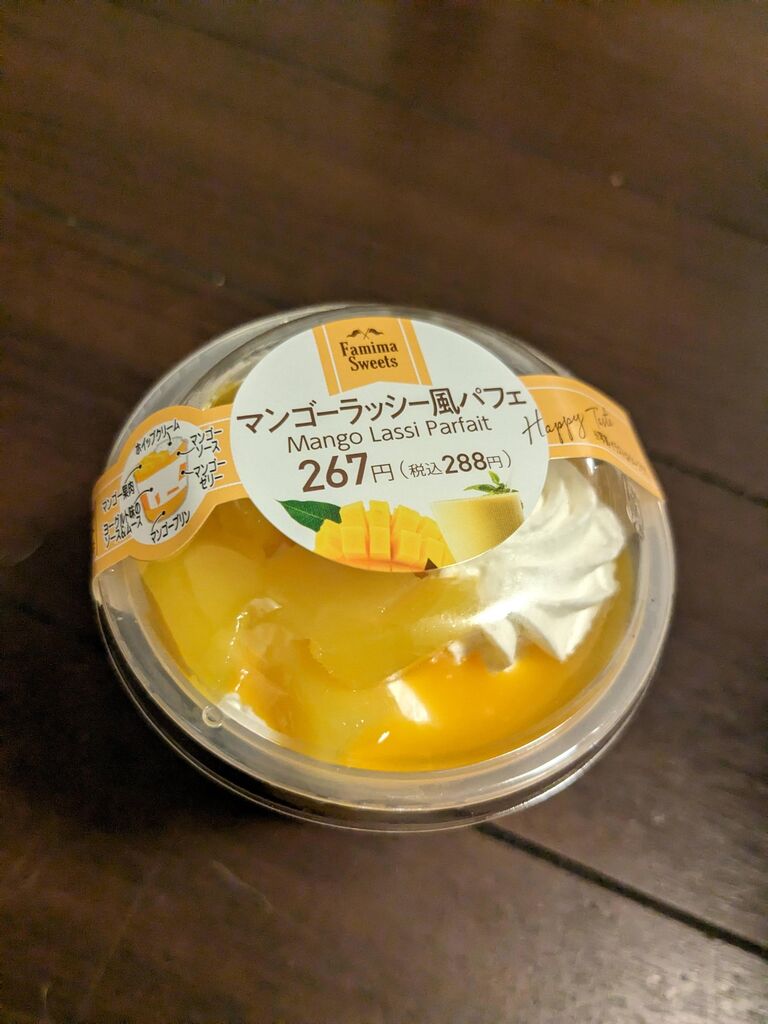 Famima
Sweets
マンゴーラッシー風パフェ
Mango Lassi Parfait
267円(税込288円)
Happy Taste
ホイップクリーム
マンゴー
ソース
マンゴー
ゼリー
マンゴー果肉
ヨーグルト味の
ソース&ムース
マンゴープリン